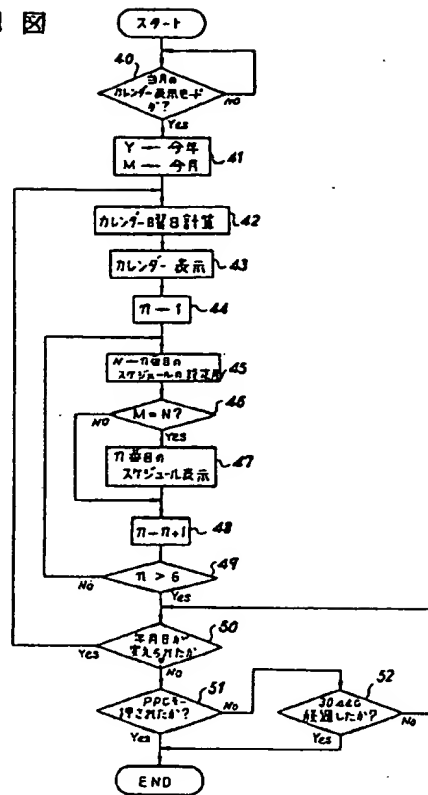 図
スタート
40
当月の
カレンダー表示モード
か?
NO
Yes
Y ← 今年
M ← 今月
41
カレンダー曜日計算
42
カレンダー 表示
43
n ← 1
44
N ← n番目の
スケジュールの設定月
45
M = N?
46
NO
Yes
n番目の
スケジュール表示
47
n ← n+1
48
n > 6
49
No
Yes
年月日が
変えられたか
50
Yes
No
PPCキー
押されたか?
51
No
Yes
30sec
経過したか?
52
No
Yes
END